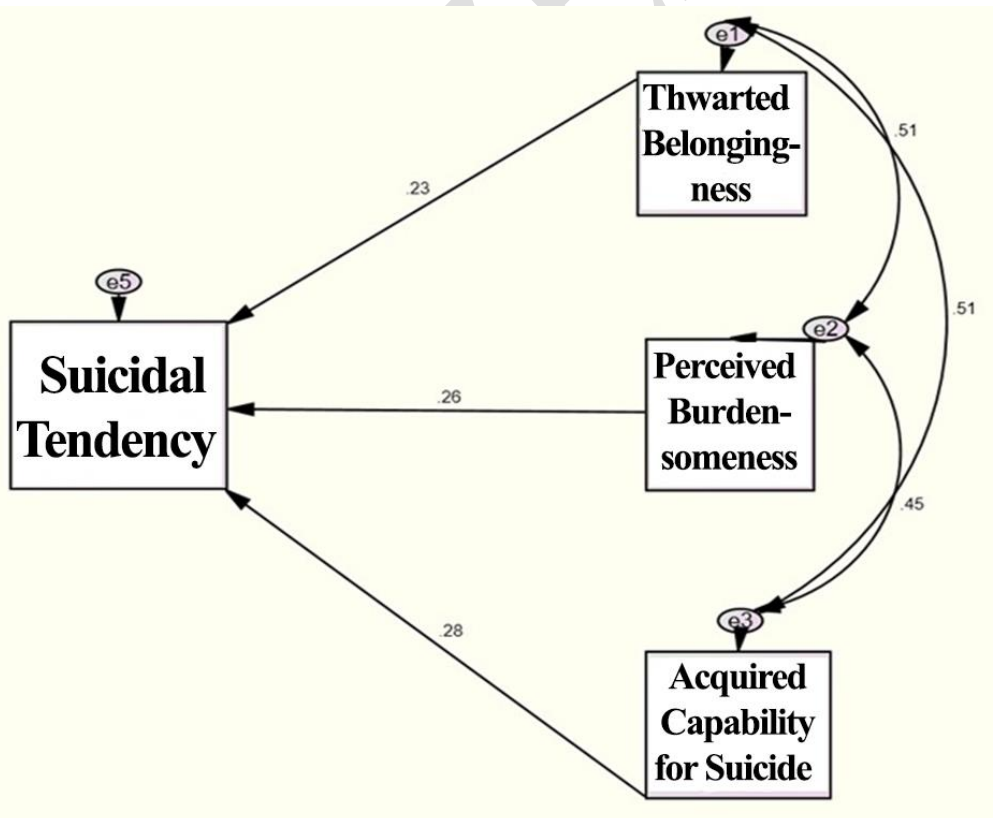 e1
Thwarted
Belonging-
ness
.51
.23
e5
.51
e2
Suicidal
Tendency
Perceived
Burden-
someness
.26
.45
e3
.28
Acquired
Capability
for Suicide